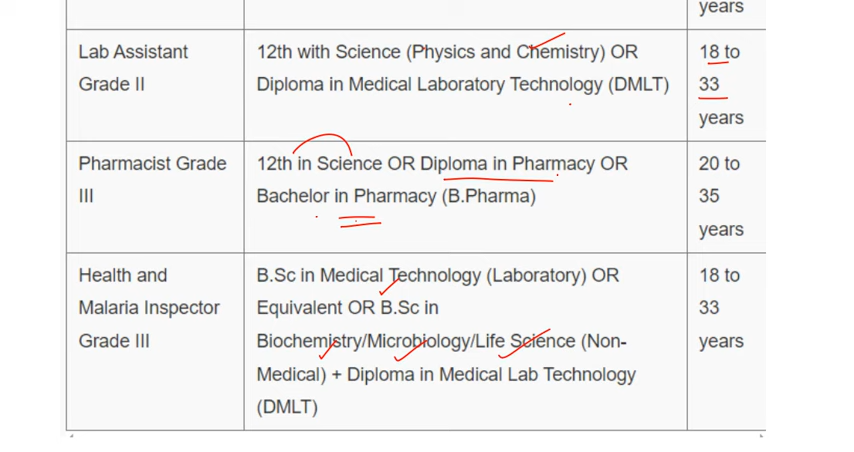 years
Lab Assistant
Grade II
12th with Science (Physics and Chemistry) OR
Diploma in Medical Laboratory Technology (DMLT)
18 to
33
years
Pharmacist Grade
III
12th in Science OR Diploma in Pharmacy OR
Bachelor in Pharmacy (B.Pharma)
20 to
35
years
Health and
Malaria Inspector
Grade III
B.Sc in Medical Technology (Laboratory) OR
Equivalent OR B.Sc in
Biochemistry/Microbiology/Life Science (Non-
Medical) + Diploma in Medical Lab Technology
(DMLT)
18 to
33
years